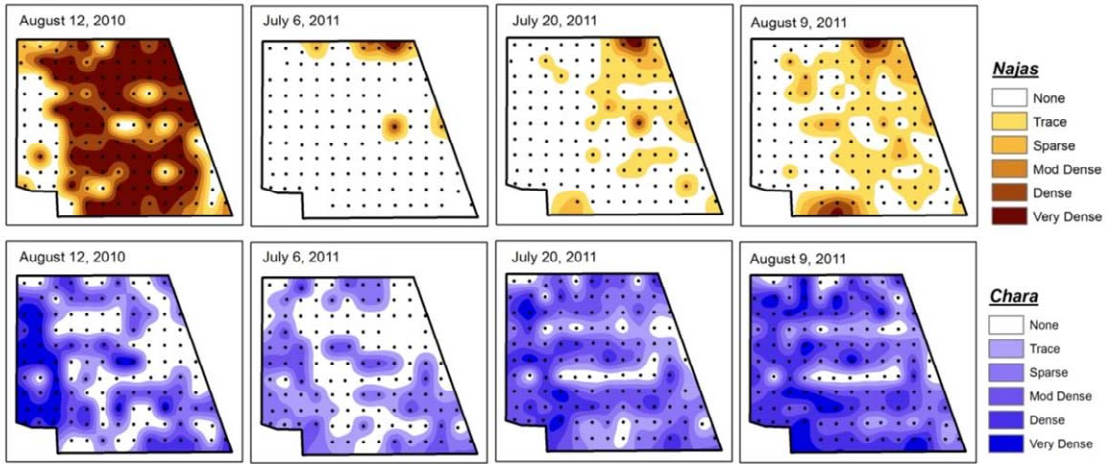 August 12, 2010
July 6, 2011
July 20, 2011
August 9, 2011
Najas
None
Trace
Sparse
Mod Dense
Dense
Very Dense
August 12, 2010
July 6, 2011
July 20, 2011
August 9, 2011
Chara
None
Trace
Sparse
Mod Dense
Dense
Very Dense